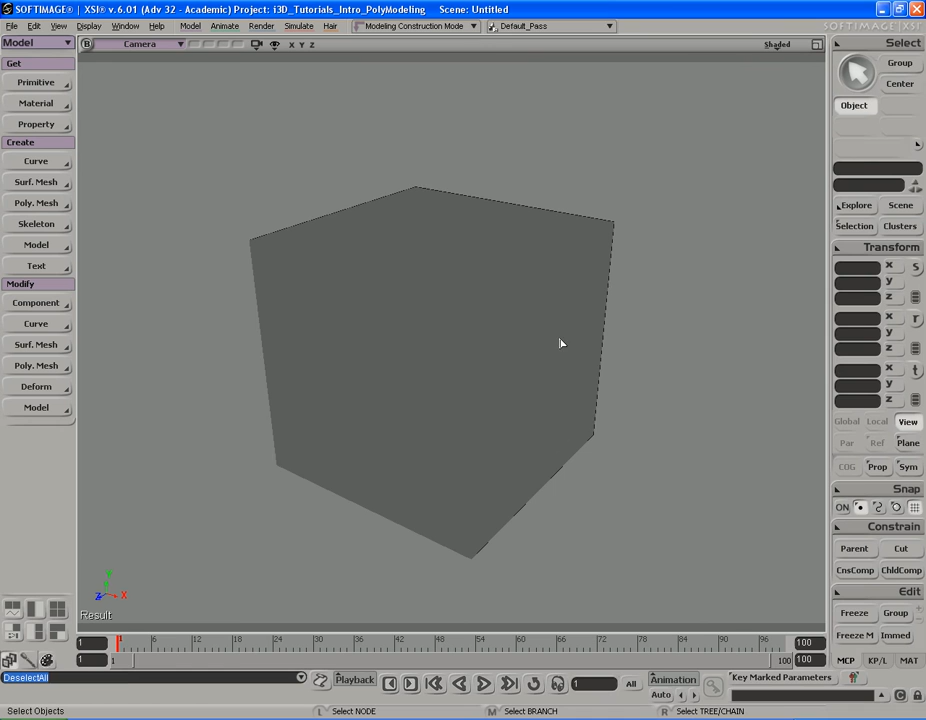 SOFTIMAGE® | XSI® v.6.01 (Adv 32 - Academic) Project: i3D_Tutorials_Intro_PolyModeling Scene: Untitled
File Edit View Display Window Help Model Animate Render Simulate Hair Modeling Construction Mode Default_Pass SOFTIMAGE | XSI
Model B Camera X Y Z Shaded Select
Get
Primitive
Material
Property
Create
Curve
Surf. Mesh
Poly. Mesh
Skeleton
Model
Text
Modify
Component
Curve
Surf. Mesh
Poly. Mesh
Deform
Model
Group
Center
Object
Explore Scene
Selection Clusters
Transform
x s
y
z
x r
y
z
x t
y
z
Global Local View
Par Ref Plane
COG Prop Sym
Snap
ON
Constrain
Parent Cut
CnsComp ChldComp
Edit
Freeze Group
Freeze M Immed
MCP KP/L MAT
Z X
Result
1 1 6 12 18 24 30 36 42 48 54 60 66 72 78 84 90 96 100
1 1 100 100
DeselectAll Playback 1 All Animation Key Marked Parameters
Auto
Select Objects L Select NODE M Select BRANCH R Select TREE/CHAIN